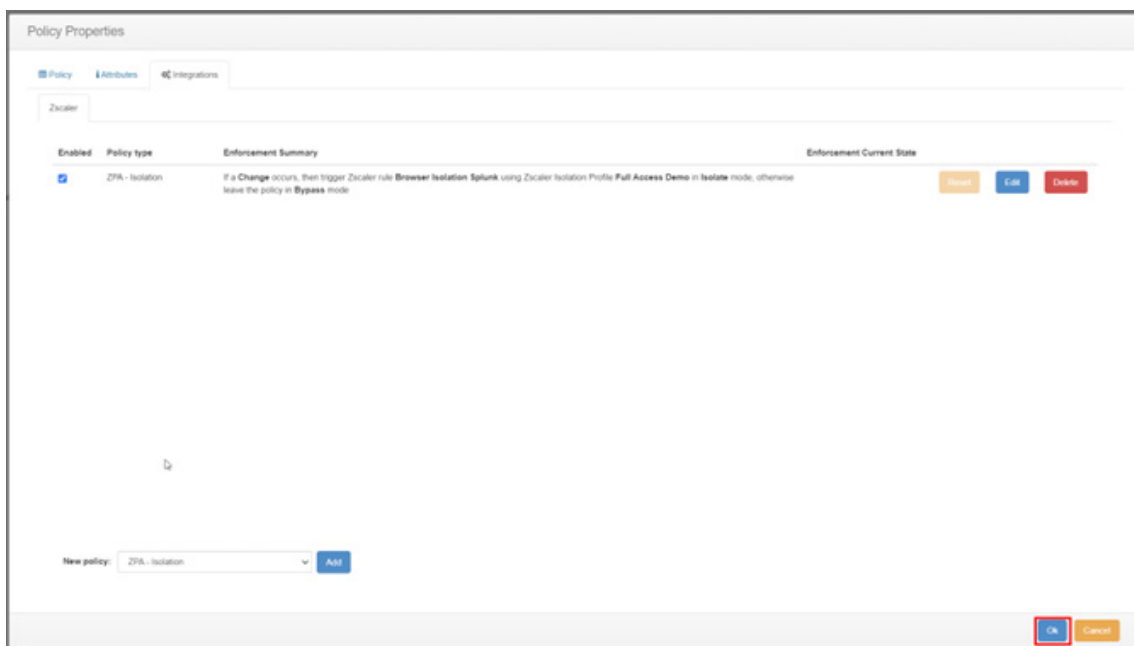 Policy Properties
Policy
Attributes
Integrations
Zscaler
Enabled Policy type Enforcement Summary Enforcement Current State
ZPA - Isolation If a Change occurs, then trigger Zscaler rule Browser Isolation Splunk using Zscaler Isolation Profile Full Access Demo in Isolate mode, otherwise
leave the policy in Bypass mode
Reset Edit Delete
New policy: ZPA - Isolation Add
Ok Cancel